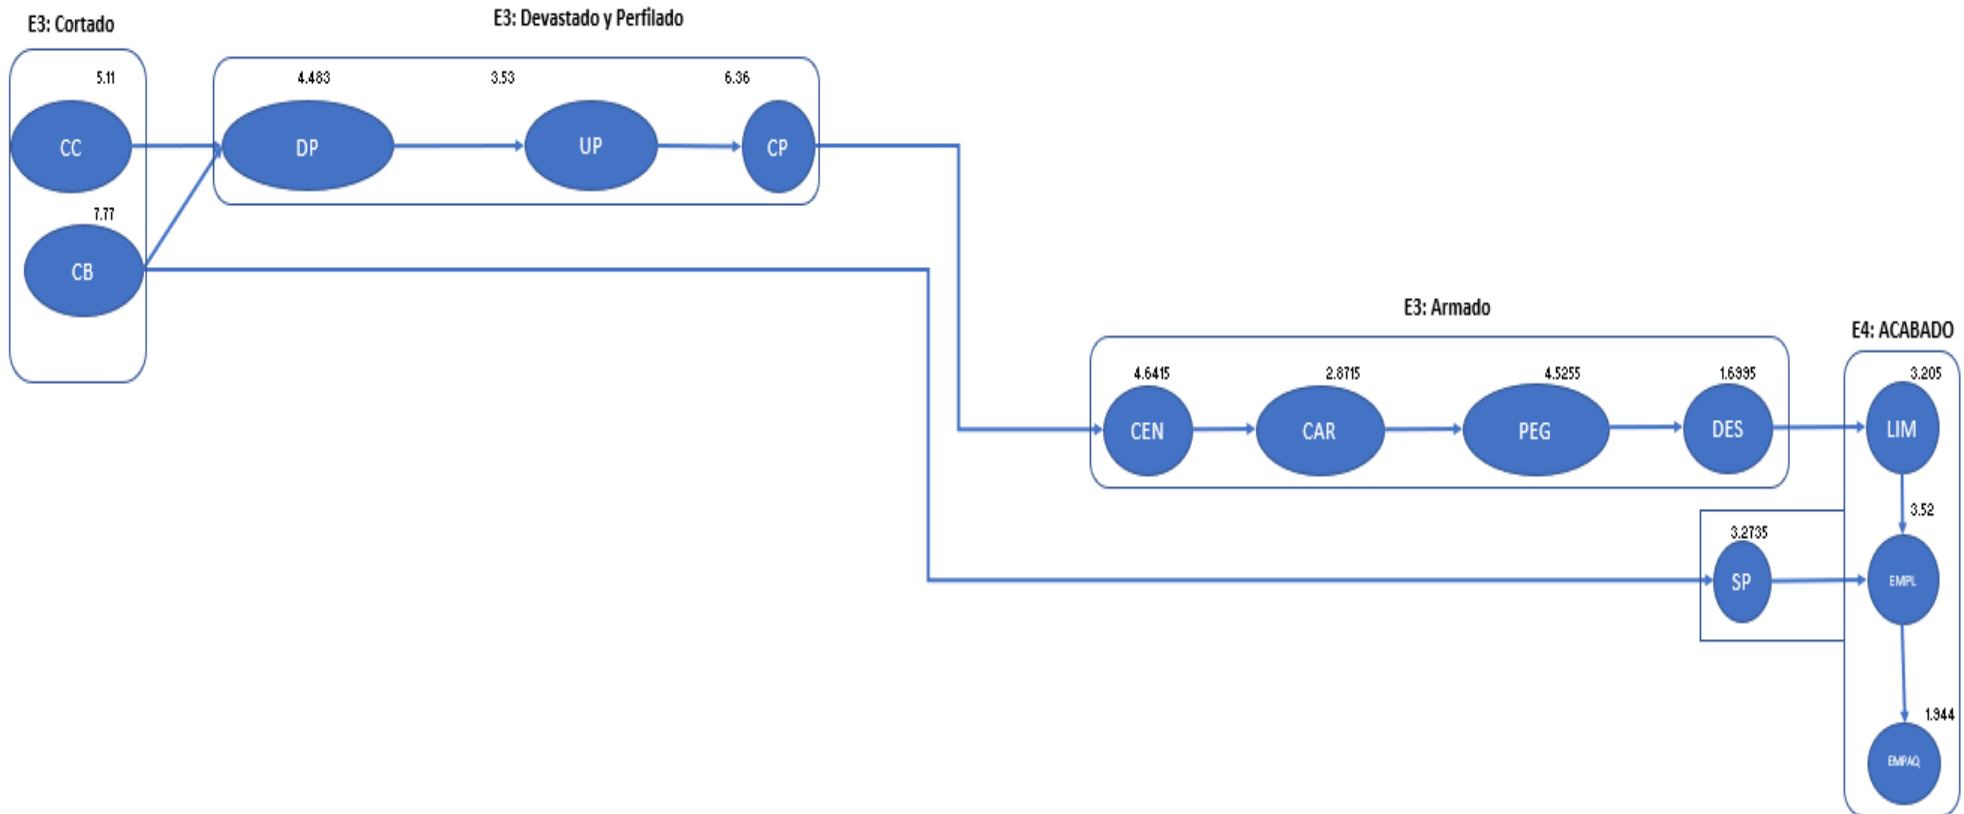 E3: Cortado
E3: Devastado y Perfilado
5.11
4.483
3.53
6.36
CC
DP
UP
CP
7.77
CB
E3: Armado
E4: ACABADO
4.6415
2.8715
4.5255
1.6995
3.205
CEN
CAR
PEG
DES
LIM
3.52
3.2735
SP
EMPL
1.944
EMPAQ